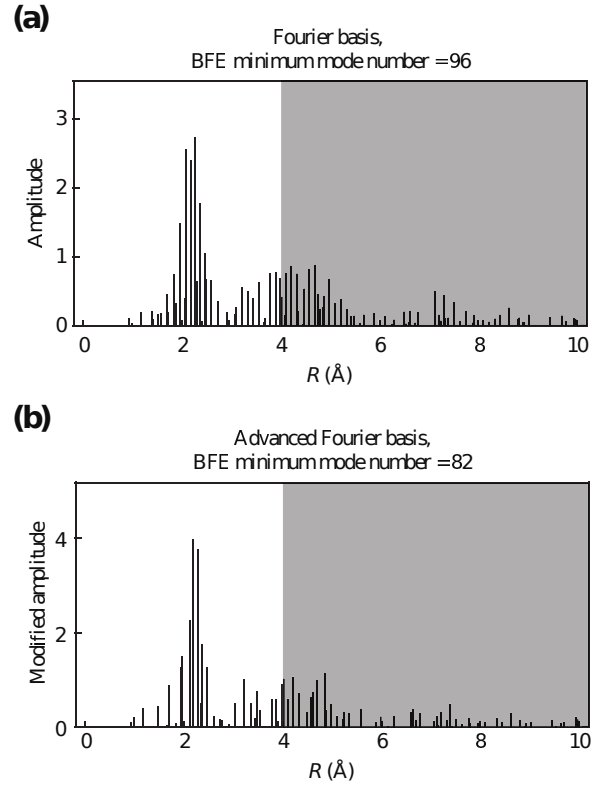 (a)
Fourier basis,
BFE minimum mode number = 96
Amplitude
3
2
1
0
0 2 4 6 8 10
R (Å)
(b)
Advanced Fourier basis,
BFE minimum mode number = 82
Modified amplitude
4
2
0
0 2 4 6 8 10
R (Å)